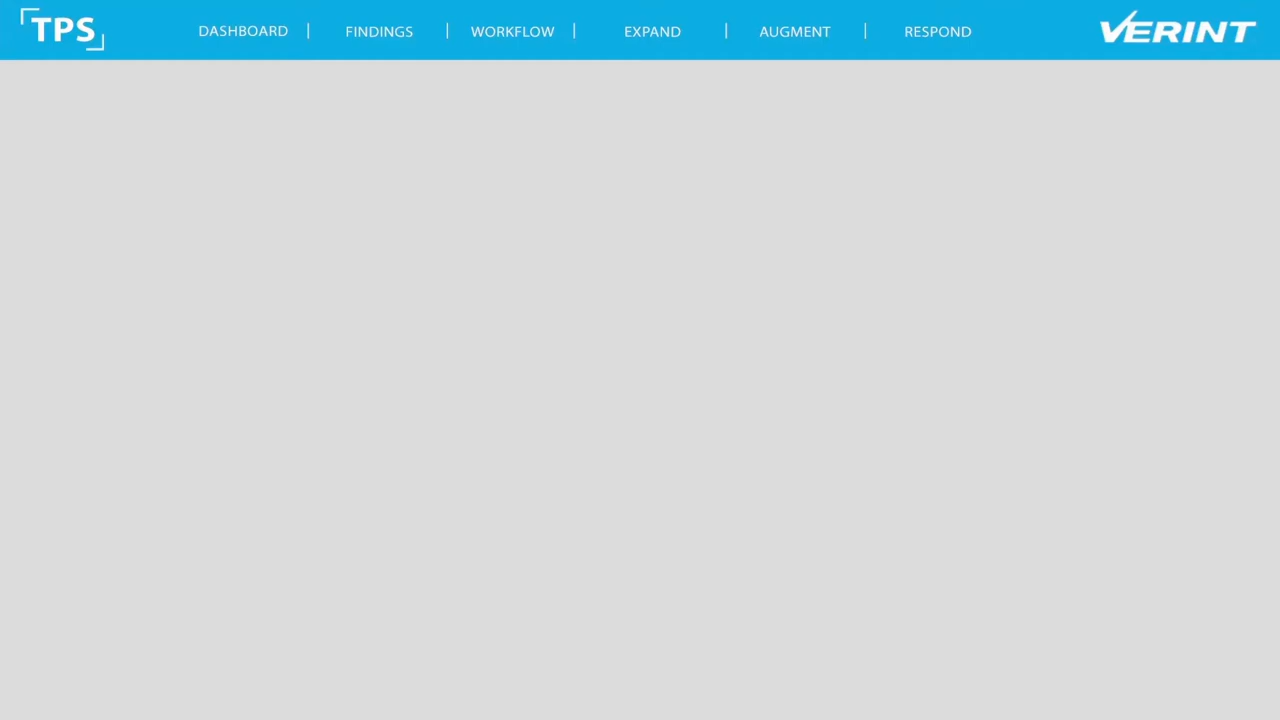 TPS DASHBOARD | FINDINGS | WORKFLOW | EXPAND | AUGMENT | RESPOND VERINT